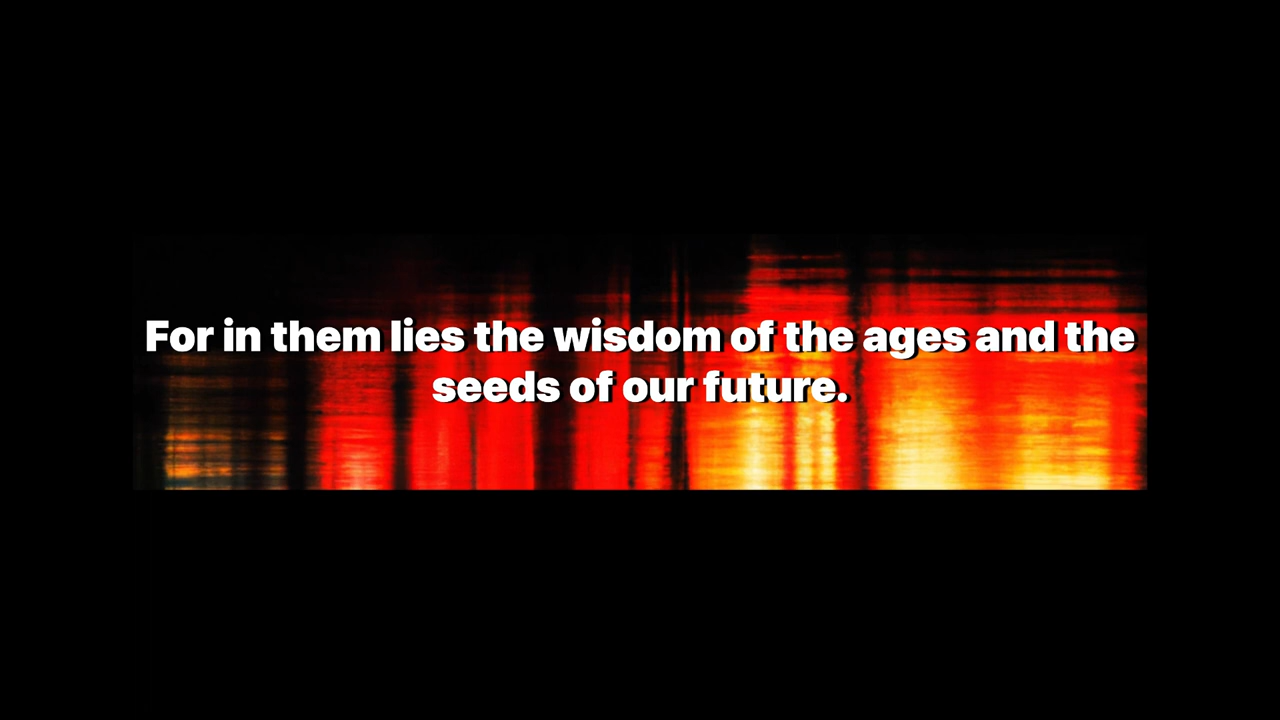 For in them lies the wisdom of the ages and the
seeds of our future.